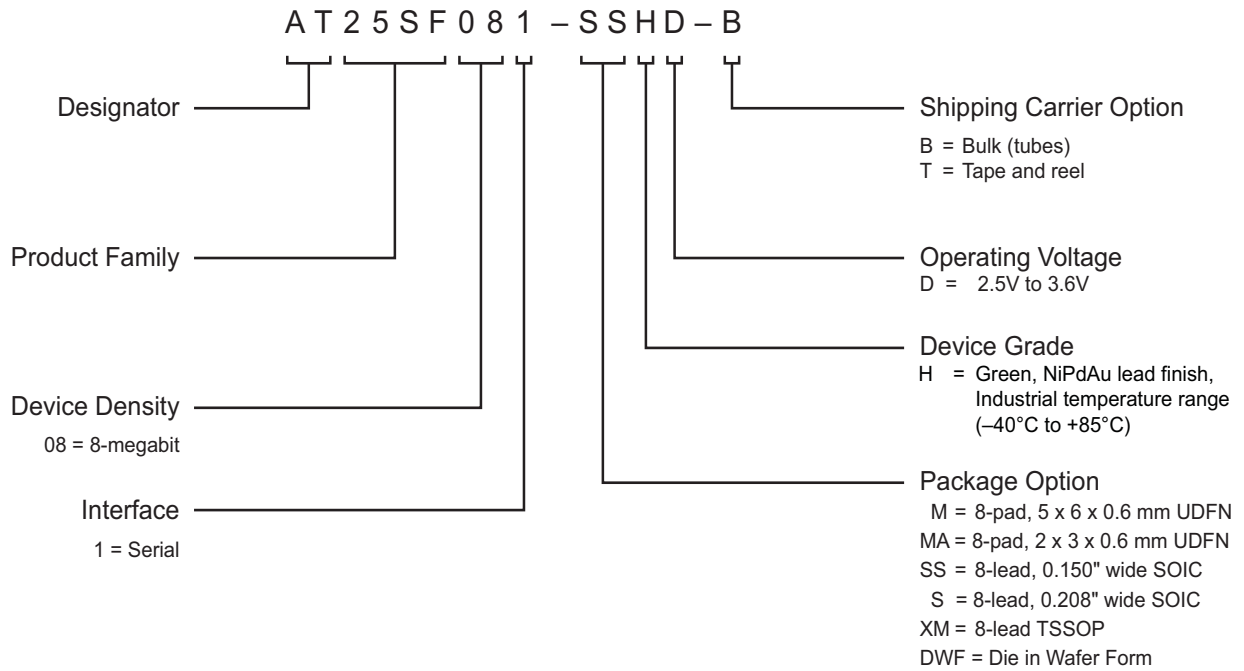 AT25SF081 – SSHD – B
Designator
Product Family
Device Density
08 = 8-megabit
Interface
1 = Serial
Shipping Carrier Option
B = Bulk (tubes)
T = Tape and reel
Operating Voltage
D = 2.5V to 3.6V
Device Grade
H = Green, NiPdAu lead finish,
Industrial temperature range
(–40°C to +85°C)
Package Option
M = 8-pad, 5 x 6 x 0.6 mm UDFN
MA = 8-pad, 2 x 3 x 0.6 mm UDFN
SS = 8-lead, 0.150" wide SOIC
S = 8-lead, 0.208" wide SOIC
XM = 8-lead TSSOP
DWF = Die in Wafer Form